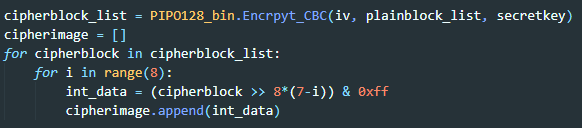 cipherblock_list = PIPO128_bin.Encrpyt_CBC(iv, plainblock_list, secretkey)
cipherimage = []
for cipherblock in cipherblock_list:
    for i in range(8):
        int_data = (cipherblock >> 8*(7-i)) & 0xff
        cipherimage.append(int_data)